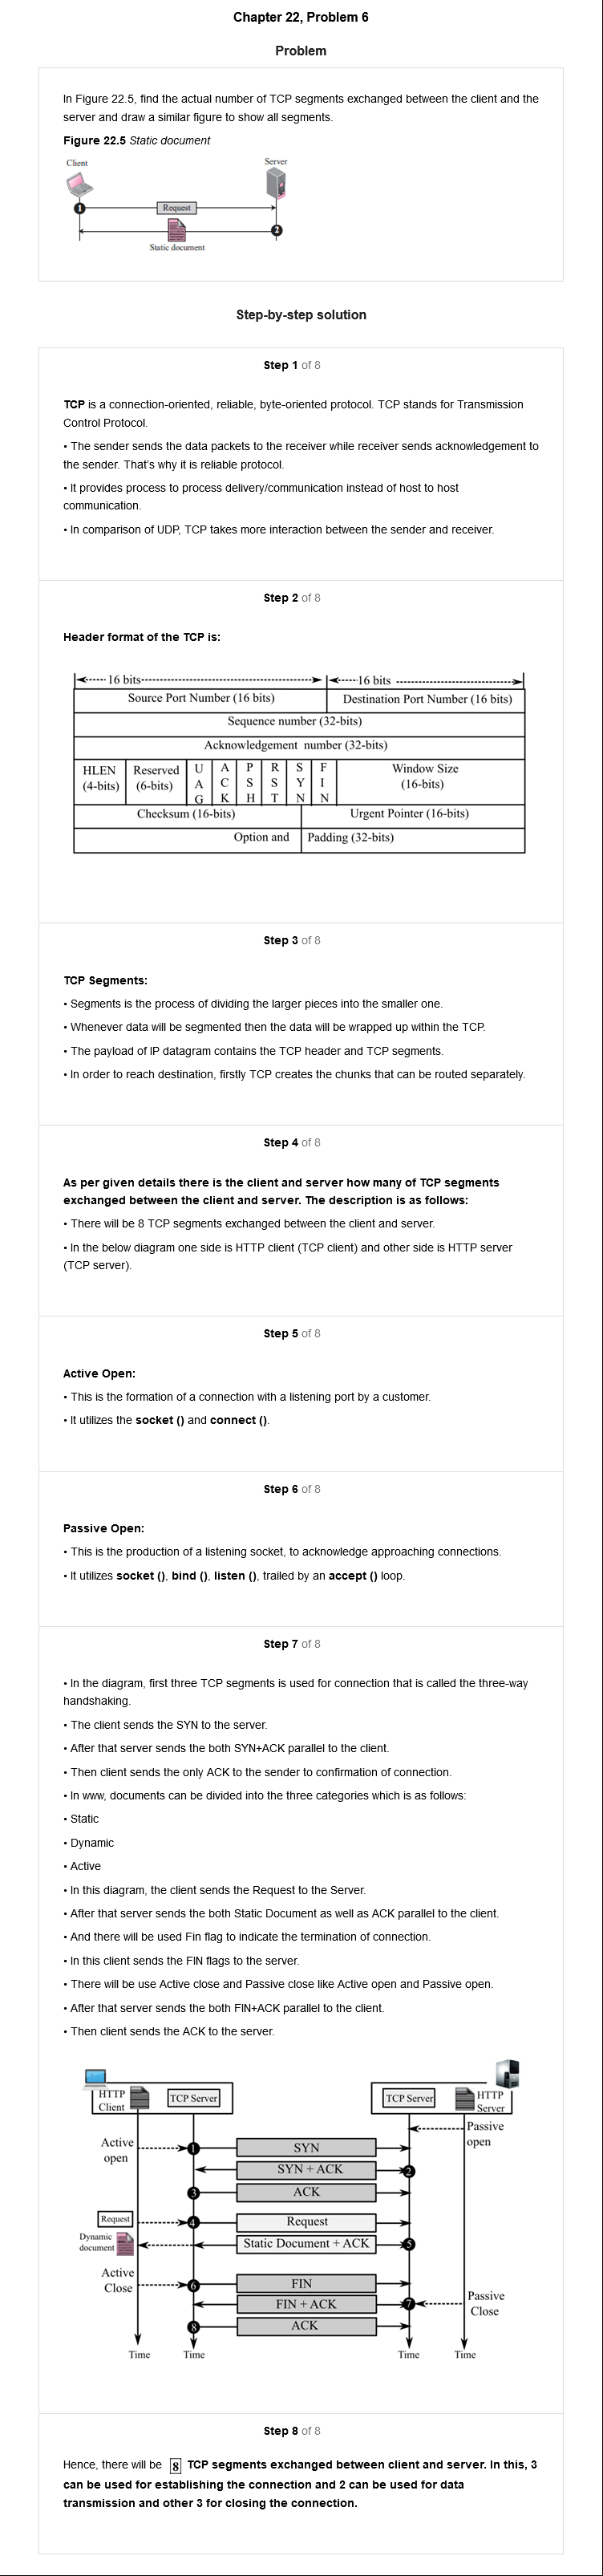 Chapter 22, Problem 6
Problem
In Figure 22.5, find the actual number of TCP segments exchanged between the client and the
server and draw a similar figure to show all segments.
Figure 22.5 Static document
Client
Server
1
Request
2
Static document
Step-by-step solution
Step 1 of 8
TCP is a connection-oriented, reliable, byte-oriented protocol. TCP stands for Transmission
Control Protocol.
• The sender sends the data packets to the receiver while receiver sends acknowledgement to
the sender. That's why it is reliable protocol.
• It provides process to process delivery/communication instead of host to host
communication.
• In comparison of UDP, TCP takes more interaction between the sender and receiver.
Step 2 of 8
Header format of the TCP is:
16 bits
16 bits
Source Port Number (16 bits)
Destination Port Number (16 bits)
Sequence number (32-bits)
Acknowledgement number (32-bits)
HLEN
(4-bits)
Reserved
(6-bits)
U
A
G
A
C
K
P
S
H
R
S
T
S
Y
N
F
I
N
Window Size
(16-bits)
Checksum (16-bits)
Urgent Pointer (16-bits)
Option and Padding (32-bits)
Step 3 of 8
TCP Segments:
• Segments is the process of dividing the larger pieces into the smaller one.
• Whenever data will be segmented then the data will be wrapped up within the TCP.
• The payload of IP datagram contains the TCP header and TCP segments.
• In order to reach destination, firstly TCP creates the chunks that can be routed separately.
Step 4 of 8
As per given details there is the client and server how many of TCP segments
exchanged between the client and server. The description is as follows:
• There will be 8 TCP segments exchanged between the client and server.
• In the below diagram one side is HTTP client (TCP client) and other side is HTTP server
(TCP server).
Step 5 of 8
Active Open:
• This is the formation of a connection with a listening port by a customer.
• It utilizes the socket () and connect ().
Step 6 of 8
Passive Open:
• This is the production of a listening socket, to acknowledge approaching connections.
• It utilizes socket (), bind (), listen (), trailed by an accept () loop.
Step 7 of 8
• In the diagram, first three TCP segments is used for connection that is called the three-way
handshaking.
• The client sends the SYN to the server.
• After that server sends the both SYN+ACK parallel to the client.
• Then client sends the only ACK to the sender to confirmation of connection.
• In www, documents can be divided into the three categories which is as follows:
• Static
• Dynamic
• Active
• In this diagram, the client sends the Request to the Server.
• After that server sends the both Static Document as well as ACK parallel to the client.
• And there will be used Fin flag to indicate the termination of connection.
• In this client sends the FIN flags to the server.
• There will be use Active close and Passive close like Active open and Passive open.
• After that server sends the both FIN+ACK parallel to the client.
• Then client sends the ACK to the server.
HTTP
Client
TCP Server
TCP Server
HTTP
Server
Passive
open
Active
open
1
SYN
SYN + ACK
2
3
ACK
Request
4
Request
Dynamic
document
Static Document + ACK
5
Active
Close
6
FIN
FIN + ACK
7
Passive
Close
8
ACK
Time
Time
Time
Time
Step 8 of 8
Hence, there will be 8 TCP segments exchanged between client and server. In this, 3
can be used for establishing the connection and 2 can be used for data
transmission and other 3 for closing the connection.